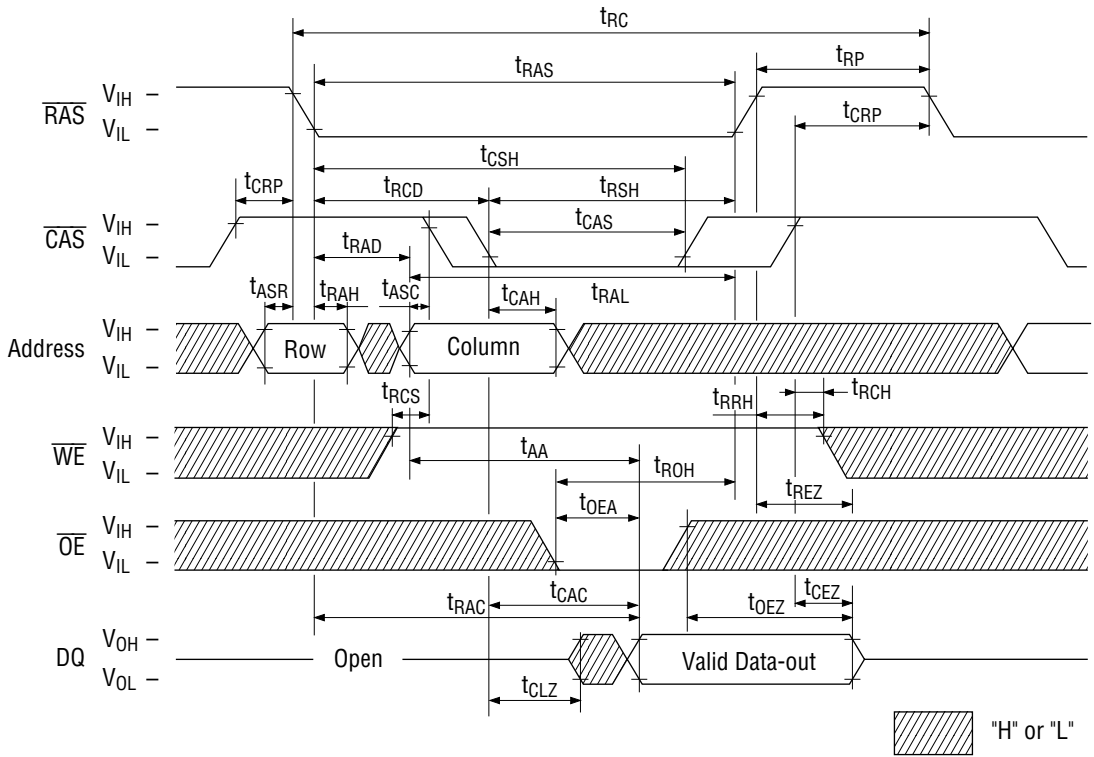 tRC
tRAS
tRP
RAS
VIH –
VIL –
tCRP
tCSH
tCRP
tRCD
tRSH
CAS
VIH –
VIL –
tCAS
tRAD
tRAL
tASR
tRAH
tASC
tCAH
Address
VIH –
VIL –
Row
Column
tRCS
tRRH
tRCH
WE
VIH –
VIL –
tAA
tROH
tOEA
tREZ
OE
VIH –
VIL –
tRAC
tCAC
tOEZ
tCEZ
DQ
VOH –
VOL –
Open
Valid Data-out
tCLZ
"H" or "L"